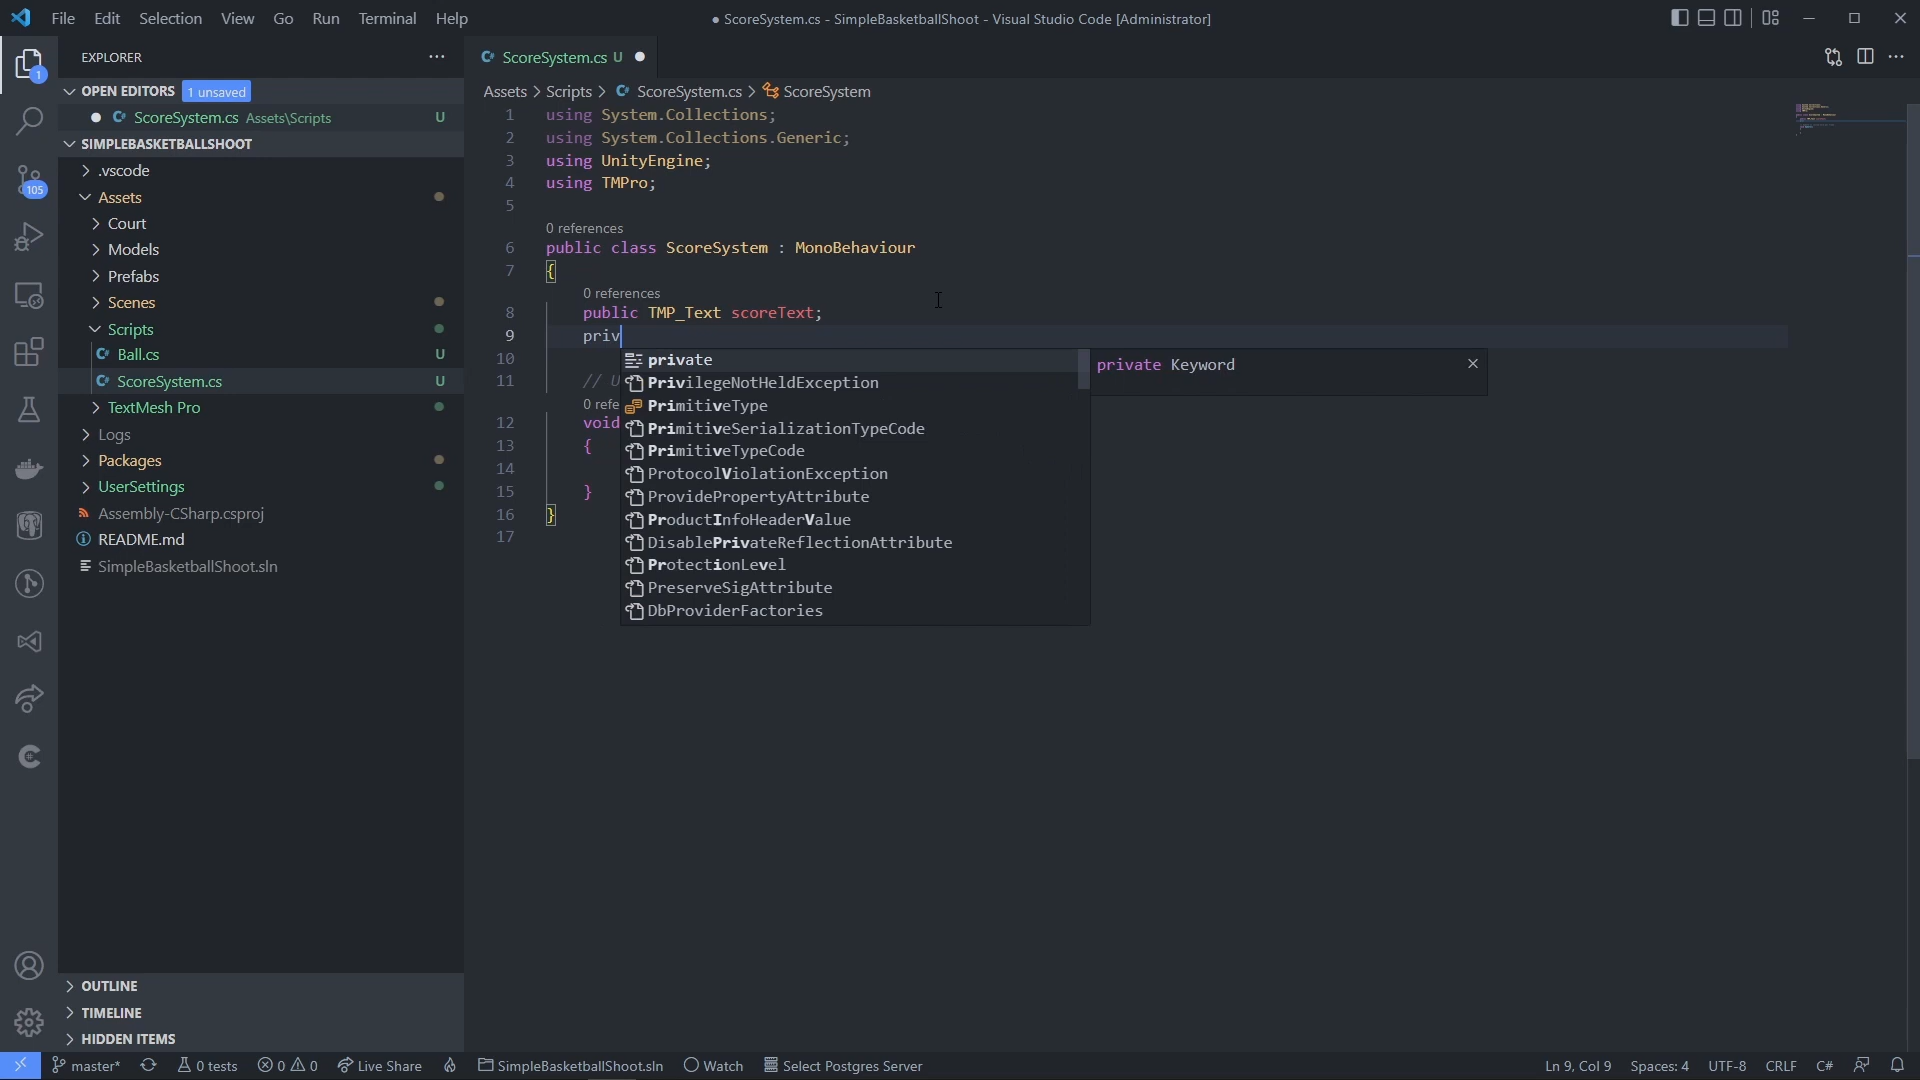 File Edit Selection View Go Run Terminal Help
● ScoreSystem.cs - SimpleBasketballShoot - Visual Studio Code [Administrator]
EXPLORER
OPEN EDITORS 1 unsaved
ScoreSystem.cs Assets\Scripts U
SIMPLEBASKETBALLSHOOT
.vscode
Assets
Court
Models
Prefabs
Scenes
Scripts
Ball.cs U
ScoreSystem.cs U
TextMesh Pro
Logs
Packages
UserSettings
Assembly-CSharp.csproj
README.md
SimpleBasketballShoot.sln
OUTLINE
TIMELINE
HIDDEN ITEMS
1
105
ScoreSystem.cs U
Assets > Scripts > ScoreSystem.cs > ScoreSystem
1 using System.Collections;
2 using System.Collections.Generic;
3 using UnityEngine;
4 using TMPro;
5
0 references
6 public class ScoreSystem : MonoBehaviour
7 {
0 references
8 public TMP_Text scoreText;
9 priv
10
11 // U
0 refe
12 void
13 {
14
15 }
16 }
17
private
PrivilegeNotHeldException
PrimitiveType
PrimitiveSerializationTypeCode
PrimitiveTypeCode
ProtocolViolationException
ProvidePropertyAttribute
ProductInfoHeaderValue
DisablePrivateReflectionAttribute
ProtectionLevel
PreserveSigAttribute
DbProviderFactories
private Keyword
master* 0 tests 0 0 Live Share SimpleBasketballShoot.sln Watch Select Postgres Server
Ln 9, Col 9 Spaces: 4 UTF-8 CRLF C#